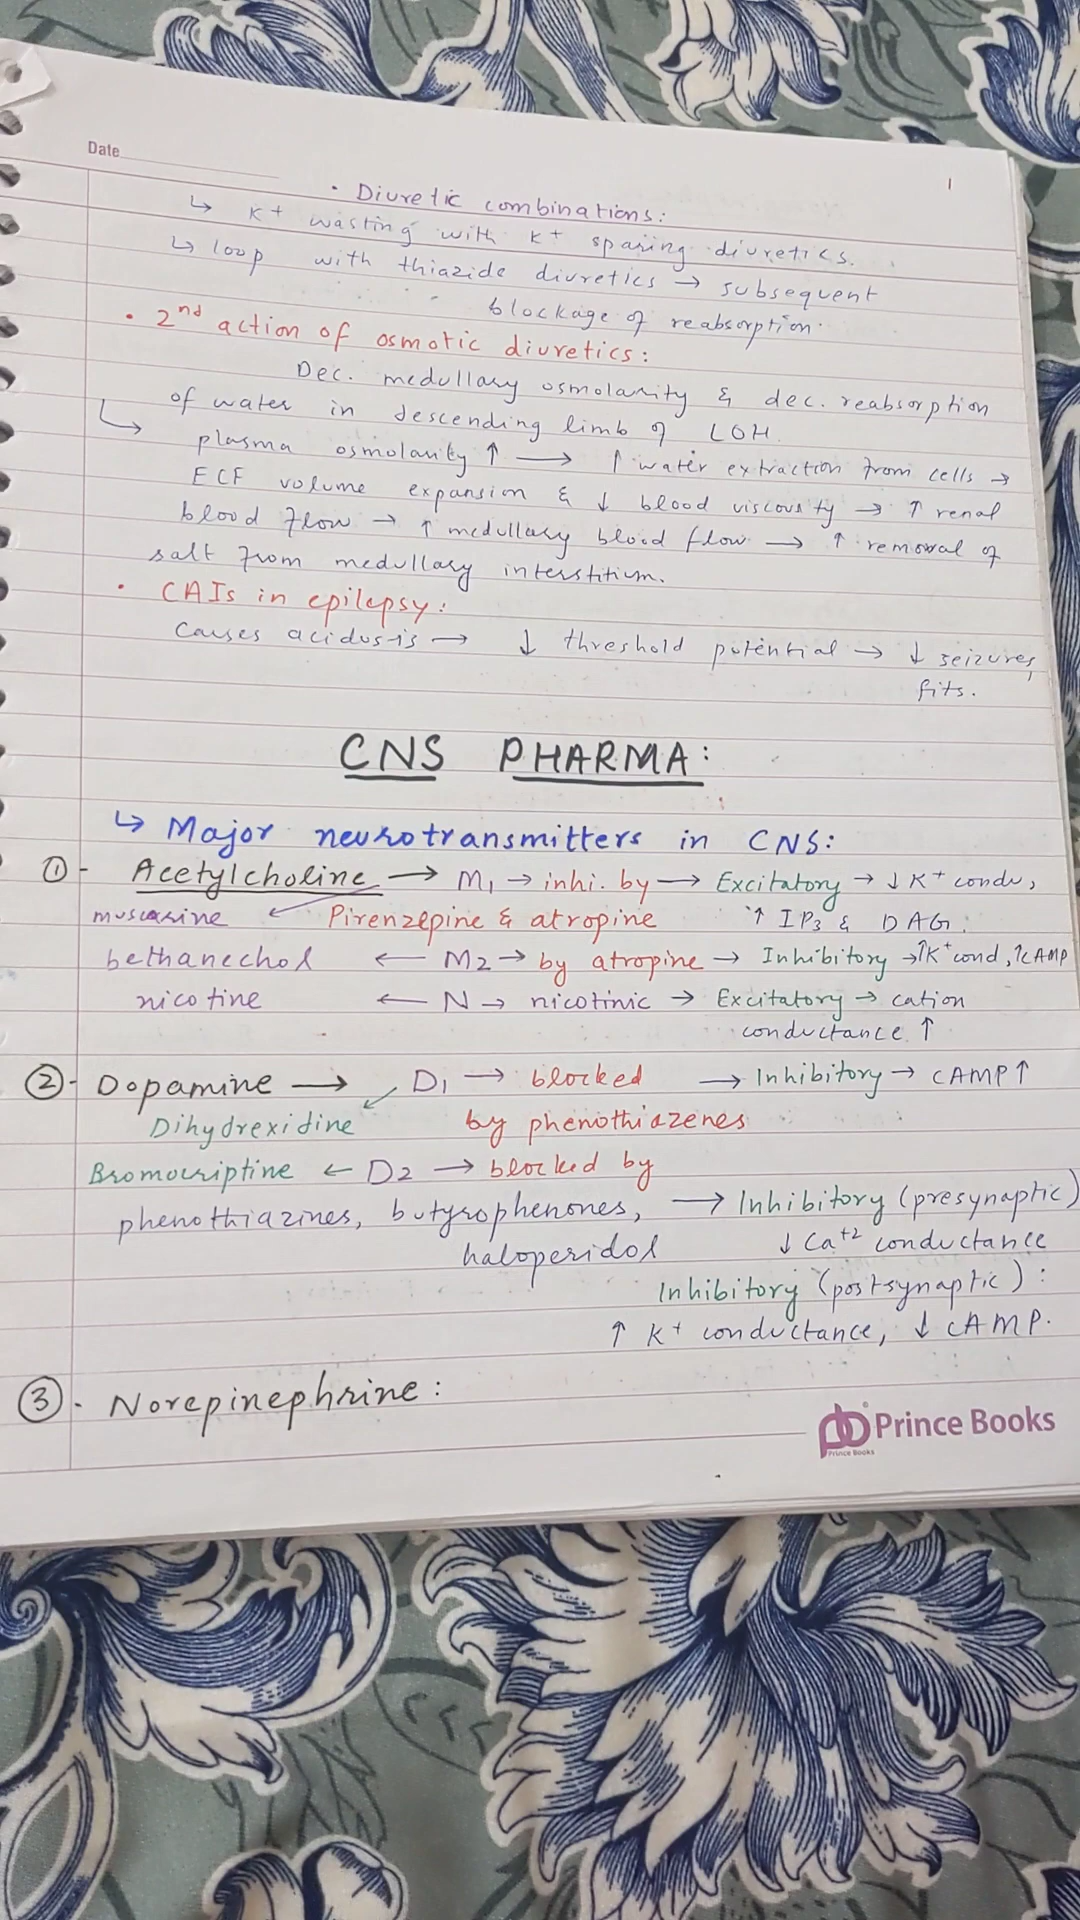 Date
1
• Diuretic combinations:
↳ K+ wasting with K+ sparing diuretics.
↳ loop with thiazide diuretics → subsequent
blockage of reabsorption.
• 2nd action of osmotic diuretics:
Dec. medullary osmolarity & dec. reabsorption
of water in descending limb of LOH.
↳ plasma osmolarity ↑ → ↑ water extraction from cells →
ECF volume expansion & ↓ blood viscosity → ↑ renal
blood flow → ↑ medullary blood flow → ↑ removal of
salt from medullary interstitium.
• CAIs in epilepsy:
Causes acidosis → ↓ threshold potential → ↓ seizures,
fits.
CNS PHARMA:
↳ Major neurotransmitters in CNS:
① - Acetylcholine → M1 → inhi. by → Excitatory → ↓ K+ condu,
muscarine ← Pirenzepine & atropine ↑ IP3 & DAG.
bethanechol ← M2 → by atropine → Inhibitory → ↑K+ cond, ↑cAMP
nicotine ← N → nicotinic → Excitatory → cation
conductance ↑
② - Dopamine → D1 → blocked → Inhibitory → cAMP ↑
Dihydrexidine ↙ by phenothiazenes
Bromocriptine ← D2 → blocked by
phenothiazines, butyrophenones, → Inhibitory (presynaptic)
haloperidol ↓ Ca+2 conductance
Inhibitory (postsynaptic):
↑ K+ conductance, ↓ cAMP.
③ - Norepinephrine:
Prince Books
Prince Books